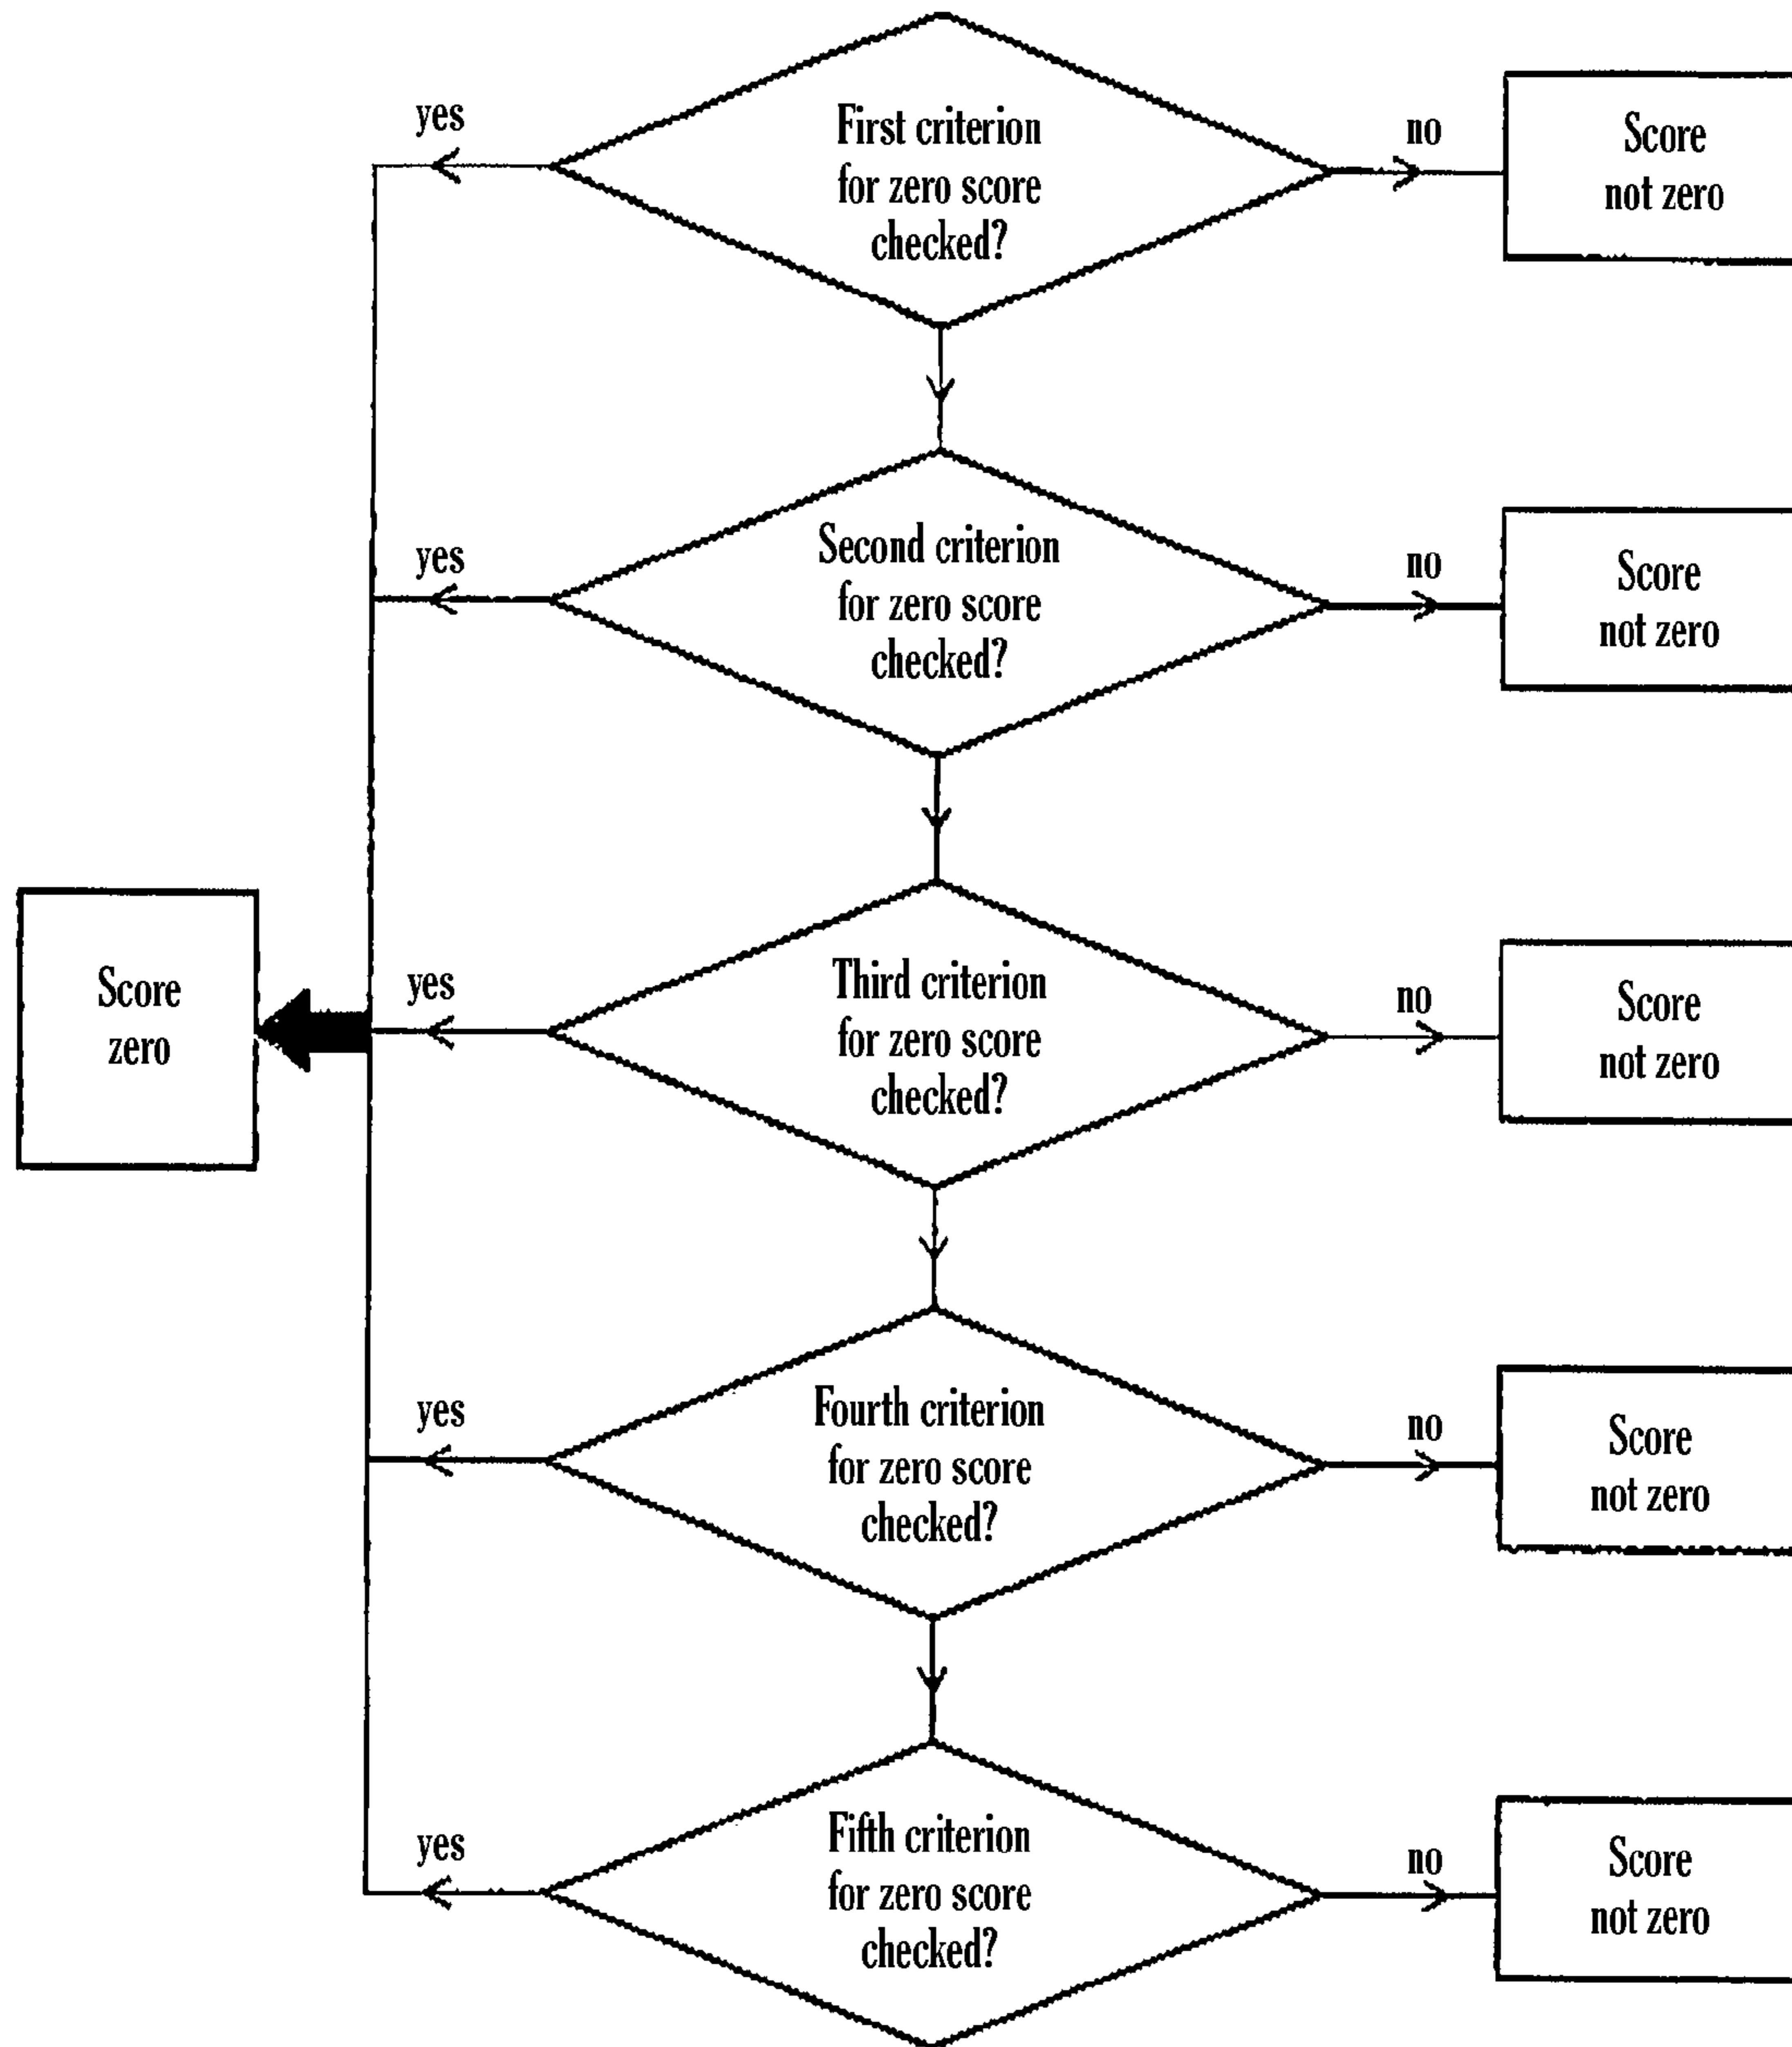 yes
First criterion
for zero score
checked?
no
Score
not zero
yes
Second criterion
for zero score
checked?
no
Score
not zero
Score
zero
yes
Third criterion
for zero score
checked?
no
Score
not zero
yes
Fourth criterion
for zero score
checked?
no
Score
not zero
yes
Fifth criterion
for zero score
checked?
no
Score
not zero